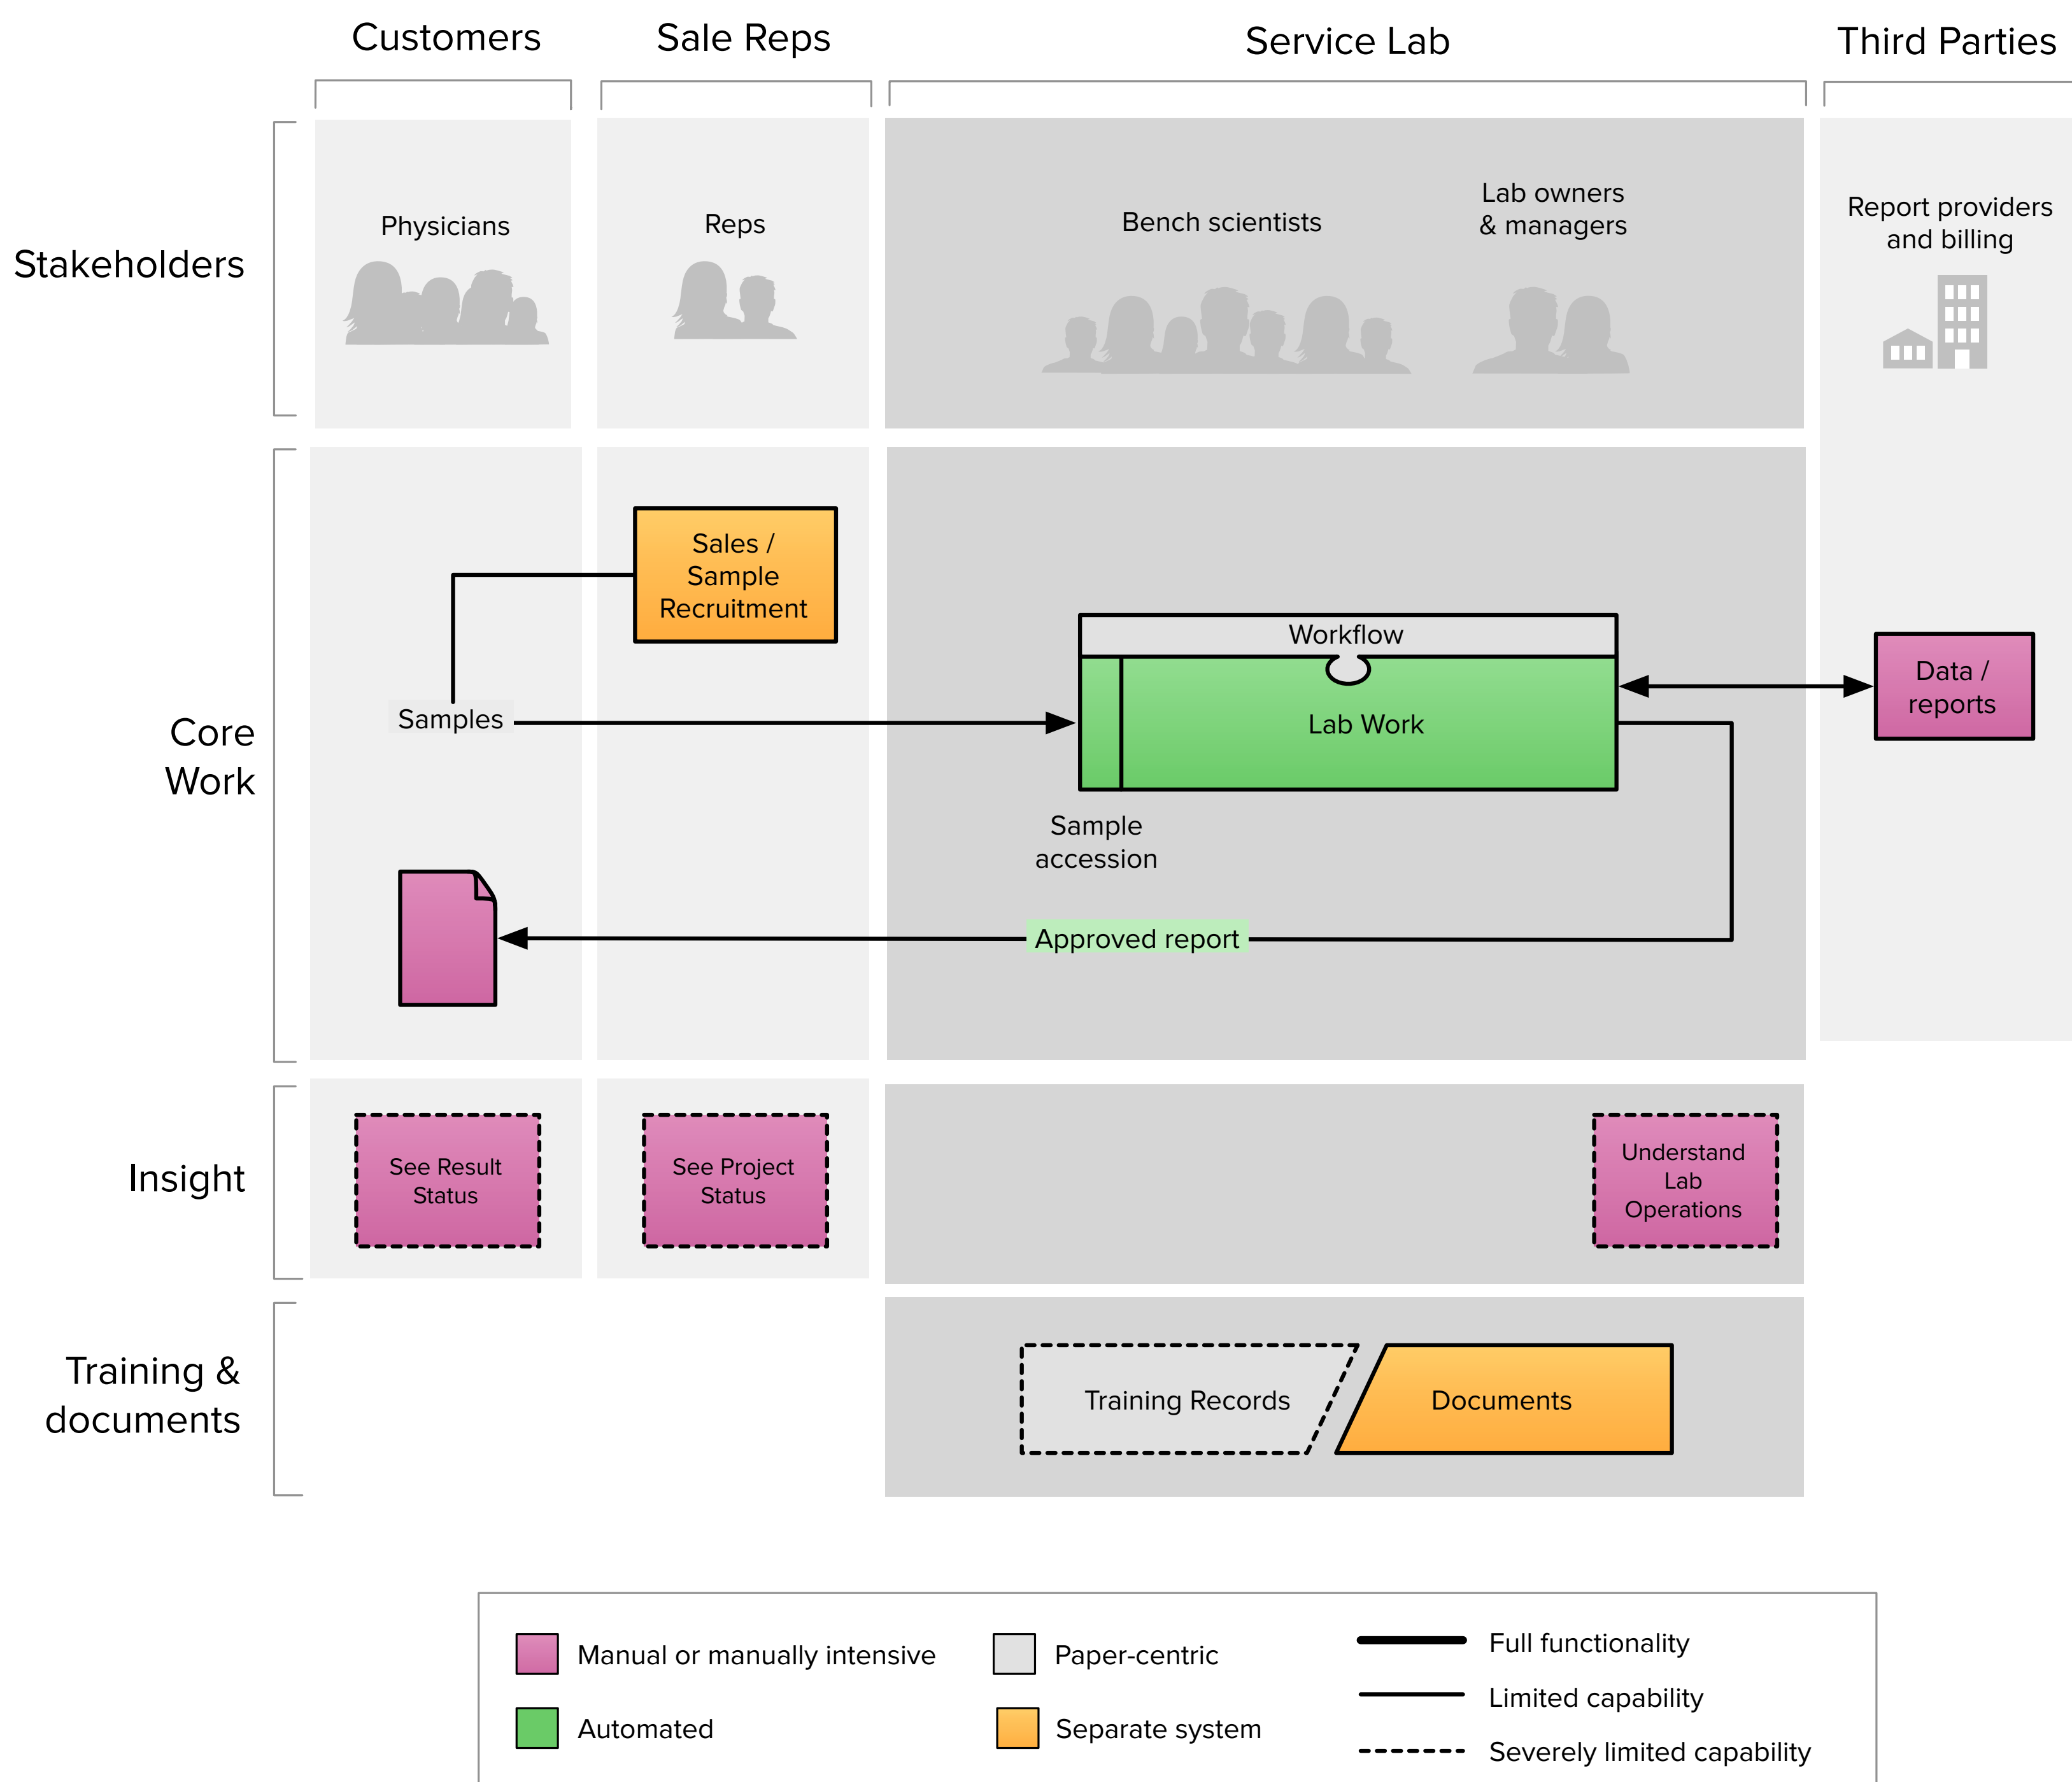 Customers
Sale Reps
Service Lab
Third Parties
Stakeholders
Physicians
Reps
Bench scientists
Lab owners
& managers
Report providers
and billing
Core
Work
Sales /
Sample
Recruitment
Samples
Workflow
Lab Work
Data /
reports
Sample
accession
Approved report
Insight
See Result
Status
See Project
Status
Understand
Lab
Operations
Training &
documents
Training Records
Documents
Manual or manually intensive
Paper-centric
Full functionality
Limited capability
Automated
Separate system
Severely limited capability